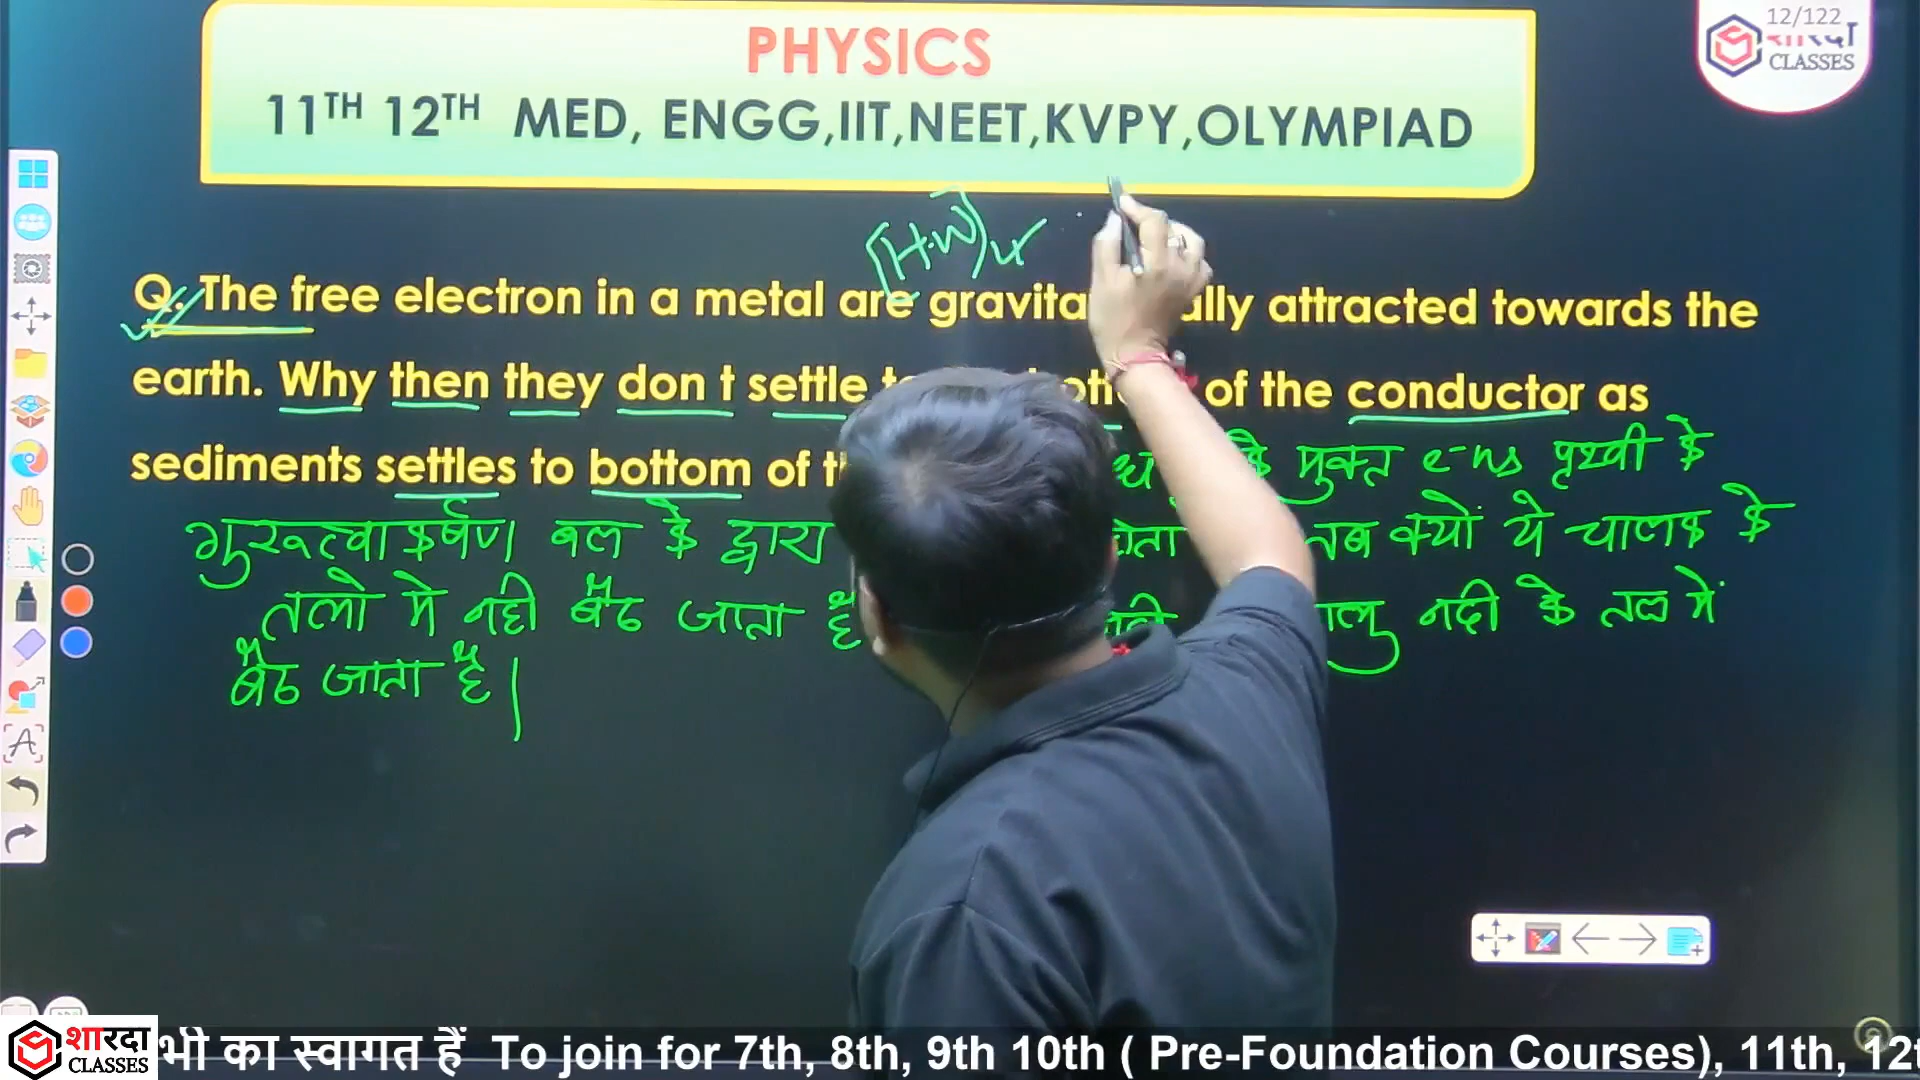 PHYSICS
11TH 12TH MED, ENGG,IIT,NEET,KVPY,OLYMPIAD
12/122
शारदा
CLASSES
[H.W]
Q. The free electron in a metal are attracted towards the
earth. Why then they don t settle of the conductor as
sediments settles to bottom of
मुक्त e-ns पृथ्वी के
गुरूत्वाकर्षण बल के द्वारा तब क्यों ये चालक के
तलो मे नही बैठ जाता है नदी के तल में
बैठ जाता है|
शारदा
CLASSES
भी का स्वागत हैं To join for 7th, 8th, 9th 10th ( Pre-Foundation Courses), 11th,